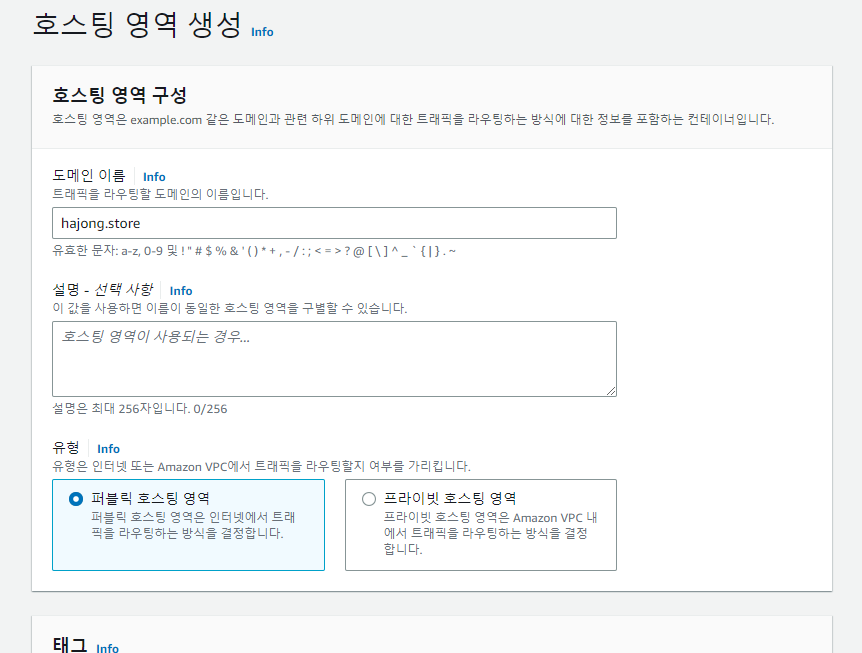 호스팅 영역 생성 Info
호스팅 영역 구성
호스팅 영역은 example.com 같은 도메인과 관련 하위 도메인에 대한 트래픽을 라우팅하는 방식에 대한 정보를 포함하는 컨테이너입니다.
도메인 이름 Info
트래픽을 라우팅할 도메인의 이름입니다.
hajong.store
유효한 문자: a-z, 0-9 및 ! " # $ % & ' ( ) * + , - / : ; < = > ? @ [ \ ] ^ _ ` { | } . ~
설명 - 선택 사항 Info
이 값을 사용하면 이름이 동일한 호스팅 영역을 구별할 수 있습니다.
호스팅 영역이 사용되는 경우...
설명은 최대 256자입니다. 0/256
유형 Info
유형은 인터넷 또는 Amazon VPC에서 트래픽을 라우팅할지 여부를 가리킵니다.
퍼블릭 호스팅 영역
퍼블릭 호스팅 영역은 인터넷에서 트래
픽을 라우팅하는 방식을 결정합니다.
프라이빗 호스팅 영역
프라이빗 호스팅 영역은 Amazon VPC 내
에서 트래픽을 라우팅하는 방식을 결정
합니다.
태그 Info